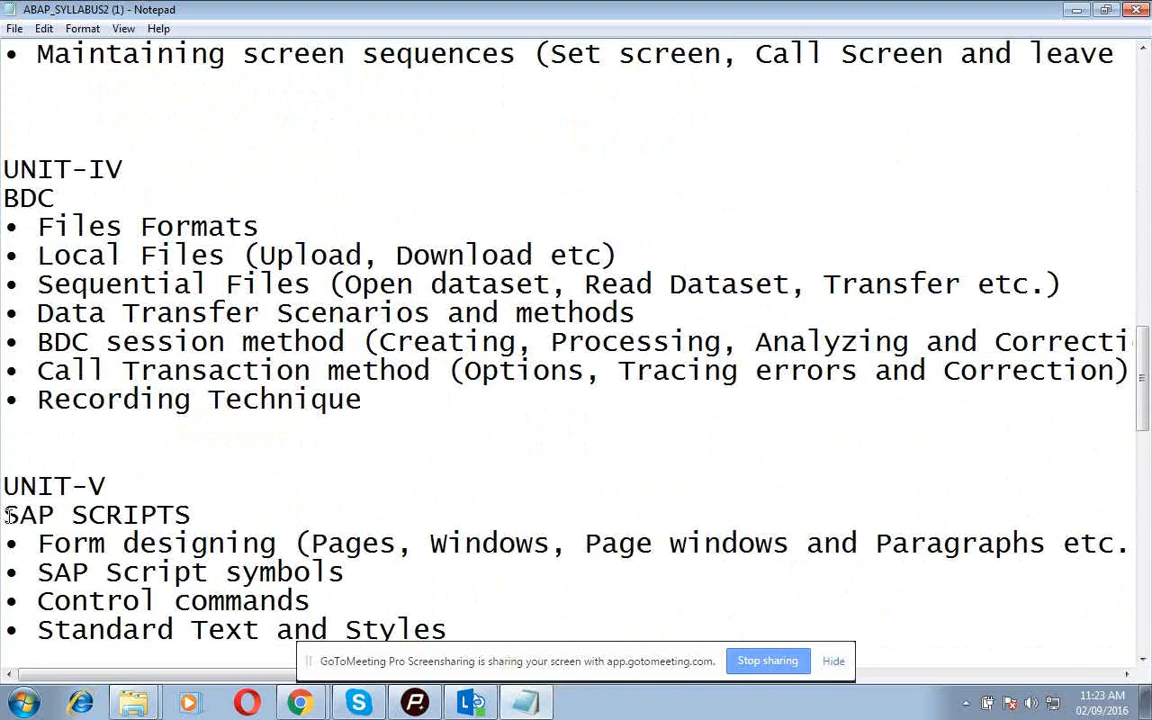 ABAP_SYLLABUS2 (1) - Notepad
File Edit Format View Help
• Maintaining screen sequences (Set screen, Call Screen and leave
UNIT-IV
BDC
• Files Formats
• Local Files (Upload, Download etc)
• Sequential Files (Open dataset, Read Dataset, Transfer etc.)
• Data Transfer Scenarios and methods
• BDC session method (Creating, Processing, Analyzing and Correcti
• Call Transaction method (Options, Tracing errors and Correction)
• Recording Technique
UNIT-V
SAP SCRIPTS
• Form designing (Pages, Windows, Page windows and Paragraphs etc.
• SAP Script symbols
• Control commands
• Standard Text and Styles
GoToMeeting Pro Screensharing is sharing your screen with app.gotomeeting.com.
Stop sharing
Hide
11:23 AM
02/09/2016